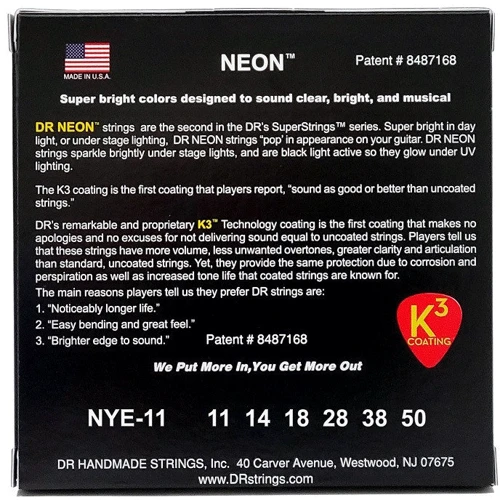 NEON™
Patent # 8487168
MADE IN U.S.A.
Super bright colors designed to sound clear, bright, and musical
DR NEON™ strings are the second in the DR's SuperStrings™ series. Super bright in day
light, or under stage lighting, DR NEON strings "pop' in appearance on your guitar. DR NEON
strings sparkle brightly under stage lights, and are black light active so they glow under UV
lighting.
The K3 coating is the first coating that players report, "sound as good or better than uncoated
strings."
DR's remarkable and proprietary K3™ Technology coating is the first coating that makes no
apologies and no excuses for not delivering sound equal to uncoated strings. Players tell us
that these strings have more volume, less unwanted overtones, greater clarity and articulation
than standard, uncoated strings. Yet, they provide the same protection due to corrosion and
perspiration as well as increased tone life that coated strings are known for.
The main reasons players tell us they prefer DR strings are:
1. "Noticeably longer life."
2. "Easy bending and great feel."
3. "Brighter edge to sound."
Patent # 8487168
K3
COATING
We Put More In,You Get More Out
NYE-11 11 14 18 28 38 50
DR HANDMADE STRINGS, Inc. 40 Carver Avenue, Westwood, NJ 07675
www.DRstrings.com